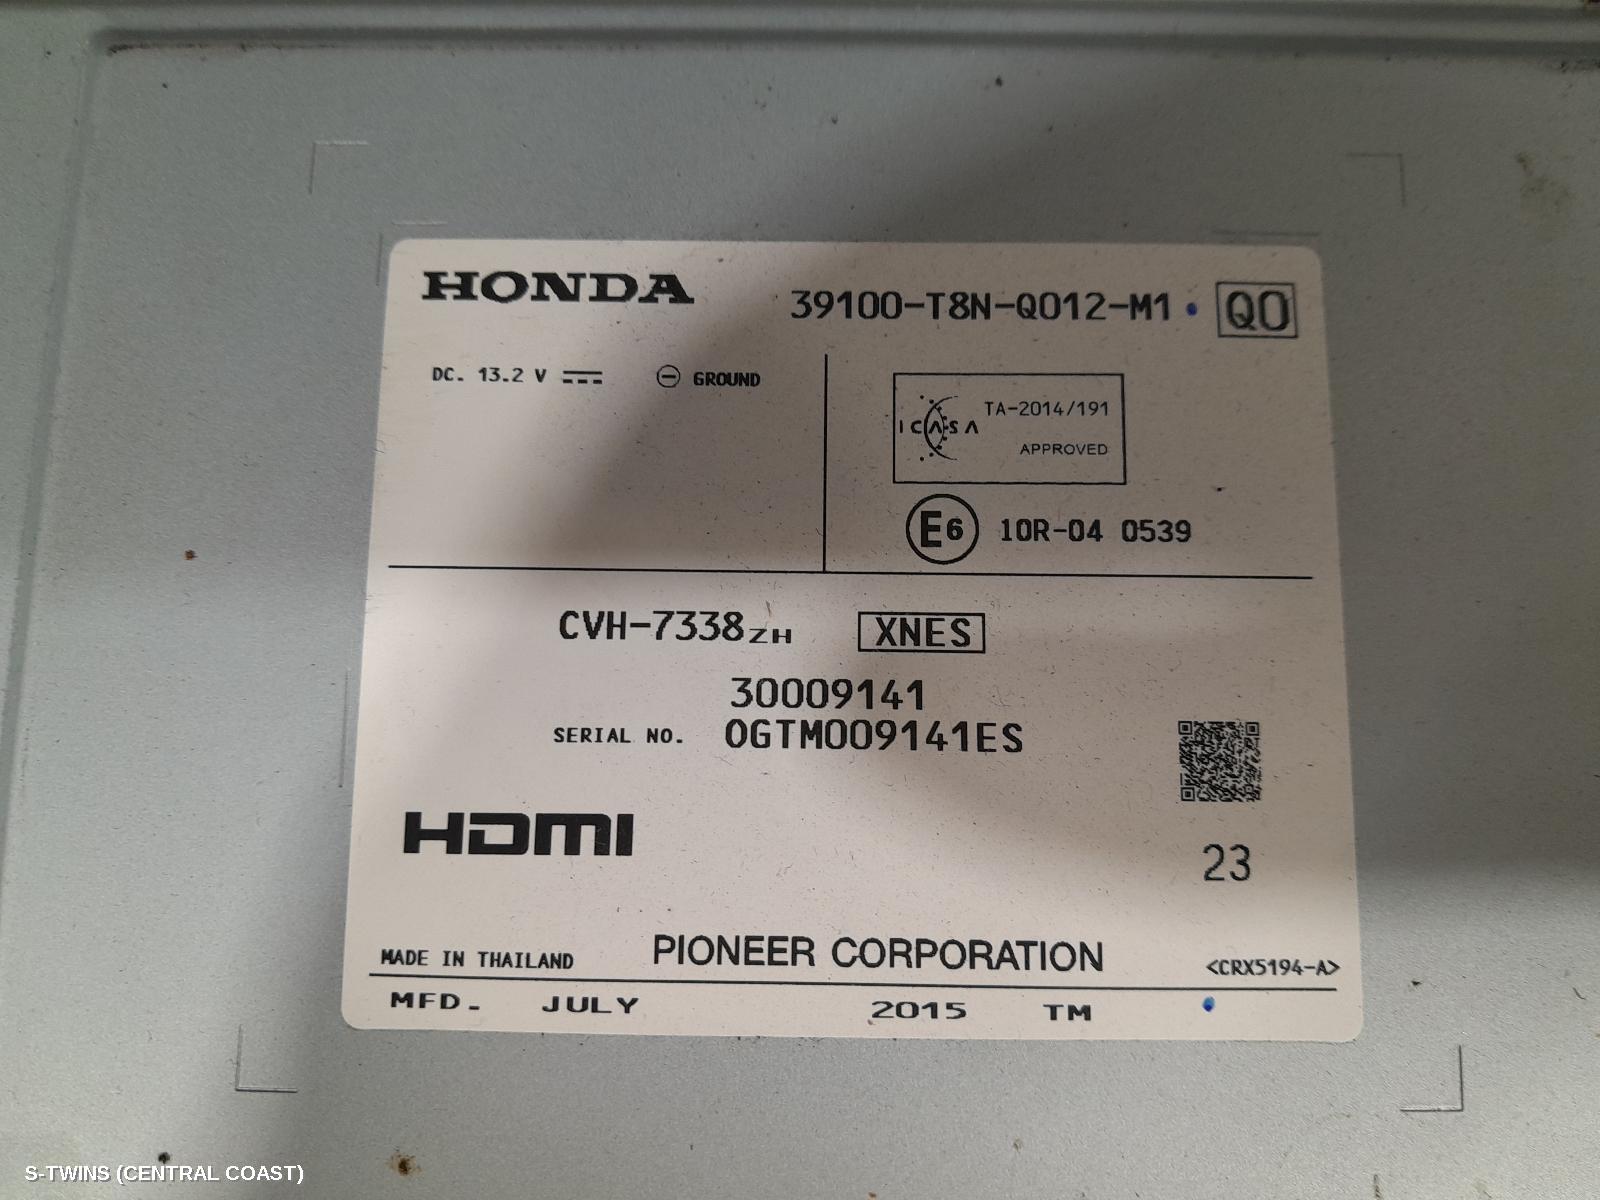 HONDA
39100-T8N-Q012-M1 Q0
DC. 13.2 V GROUND
ICASA TA-2014/191
APPROVED
E6 10R-04 0539
CVH-7338ZH XNES
30009141
SERIAL NO. 0GTM009141ES
HDMI
23
MADE IN THAILAND PIONEER CORPORATION <CRX5194-A>
MFD. JULY 2015 TM
S-TWINS (CENTRAL COAST)